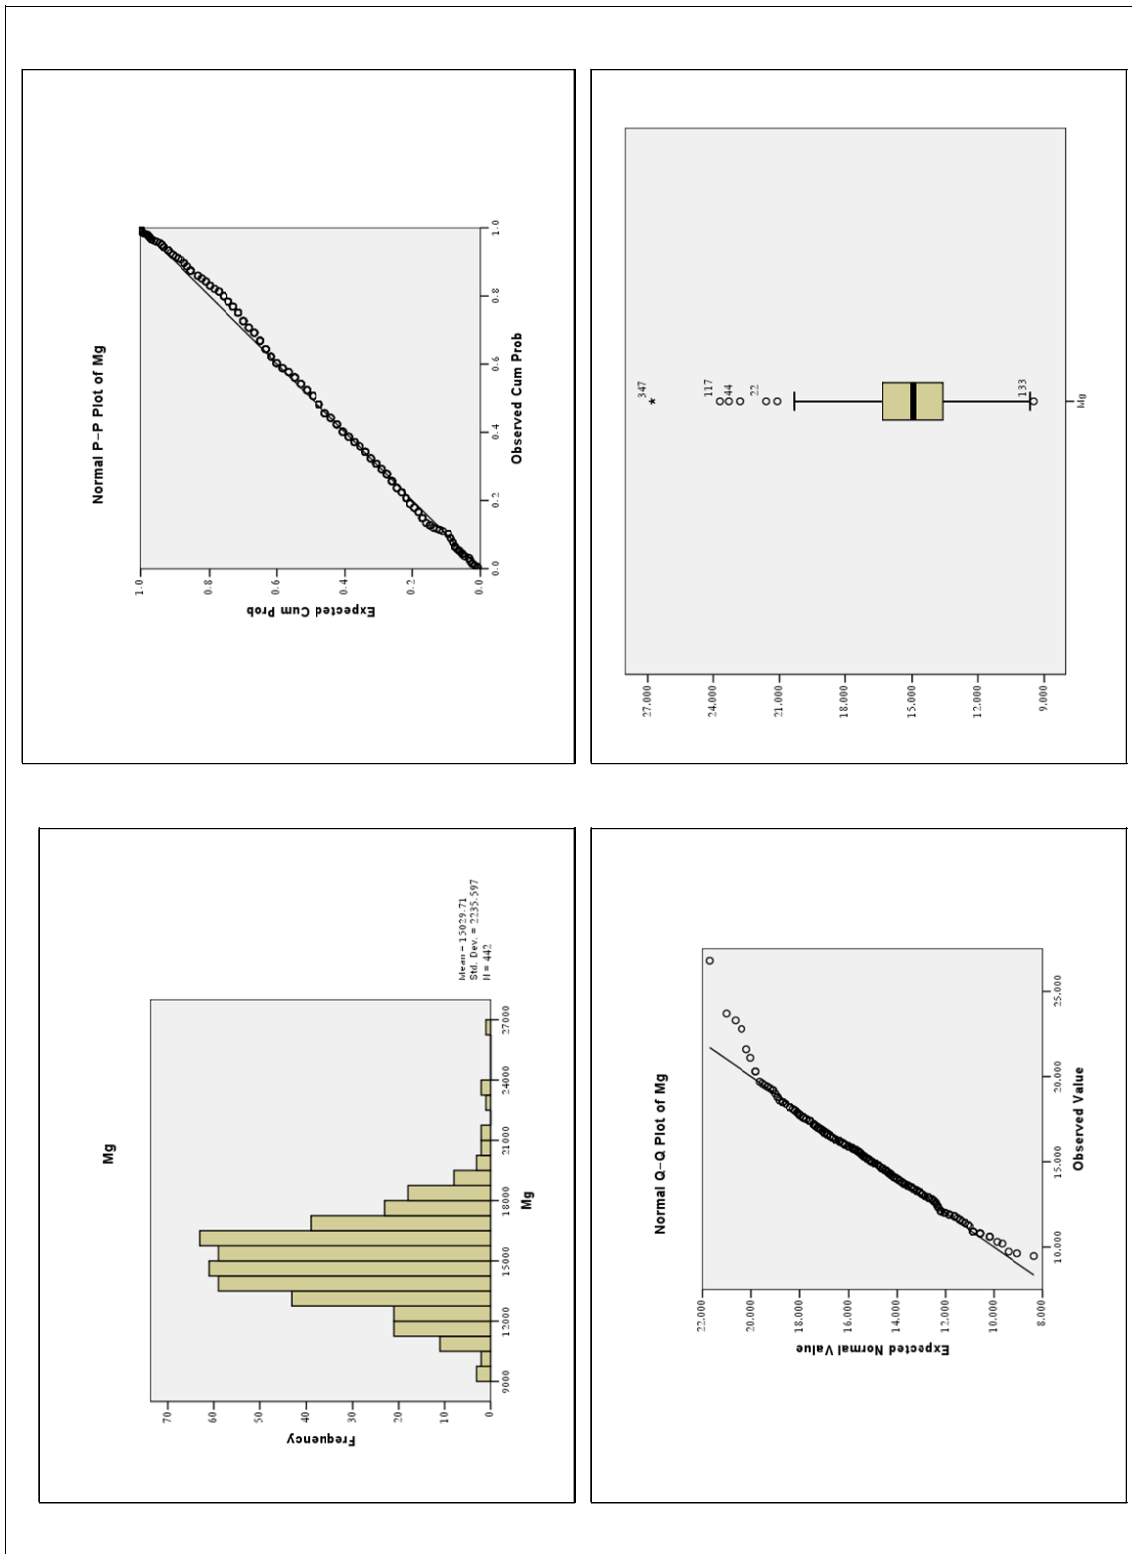 Mg
Frequency
70
60
50
40
30
20
10
0
9000 12000 15000 18000 21000 24000 27000
Mg
Mean = 15029.71
Std. Dev. = 2235.597
N = 442
Normal P-P Plot of Mg
Expected Cum Prob
1.0
0.8
0.6
0.4
0.2
0.0
0.0 0.2 0.4 0.6 0.8 1.0
Observed Cum Prob
Normal Q-Q Plot of Mg
Expected Normal Value
22.000
20.000
18.000
16.000
14.000
12.000
10.000
8.000
10.000 15.000 20.000 25.000
Observed Value
27.000
24.000
21.000
18.000
15.000
12.000
9.000
347
117
44
22
133
Mg